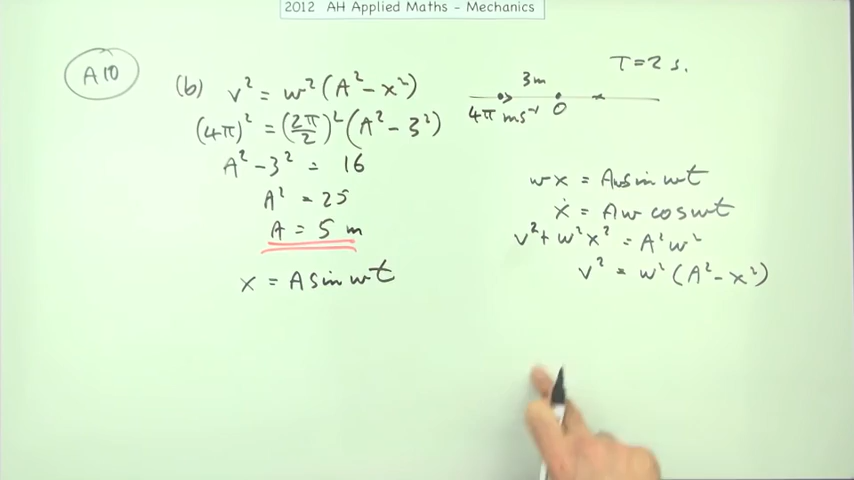 2012 AH Applied Maths - Mechanics
A10
(b) v² = w²(A² - x²)
(4π)² = (2π/2)²(A² - 3²)
A² - 3² = 16
A² = 25
A = 5 m
x = A sin wt
T = 2 s.
3m
4π ms⁻¹ O
wx = Aw sin wt
ẋ = Aw cos wt
v² + w²x² = A²w²
v² = w²(A² - x²)